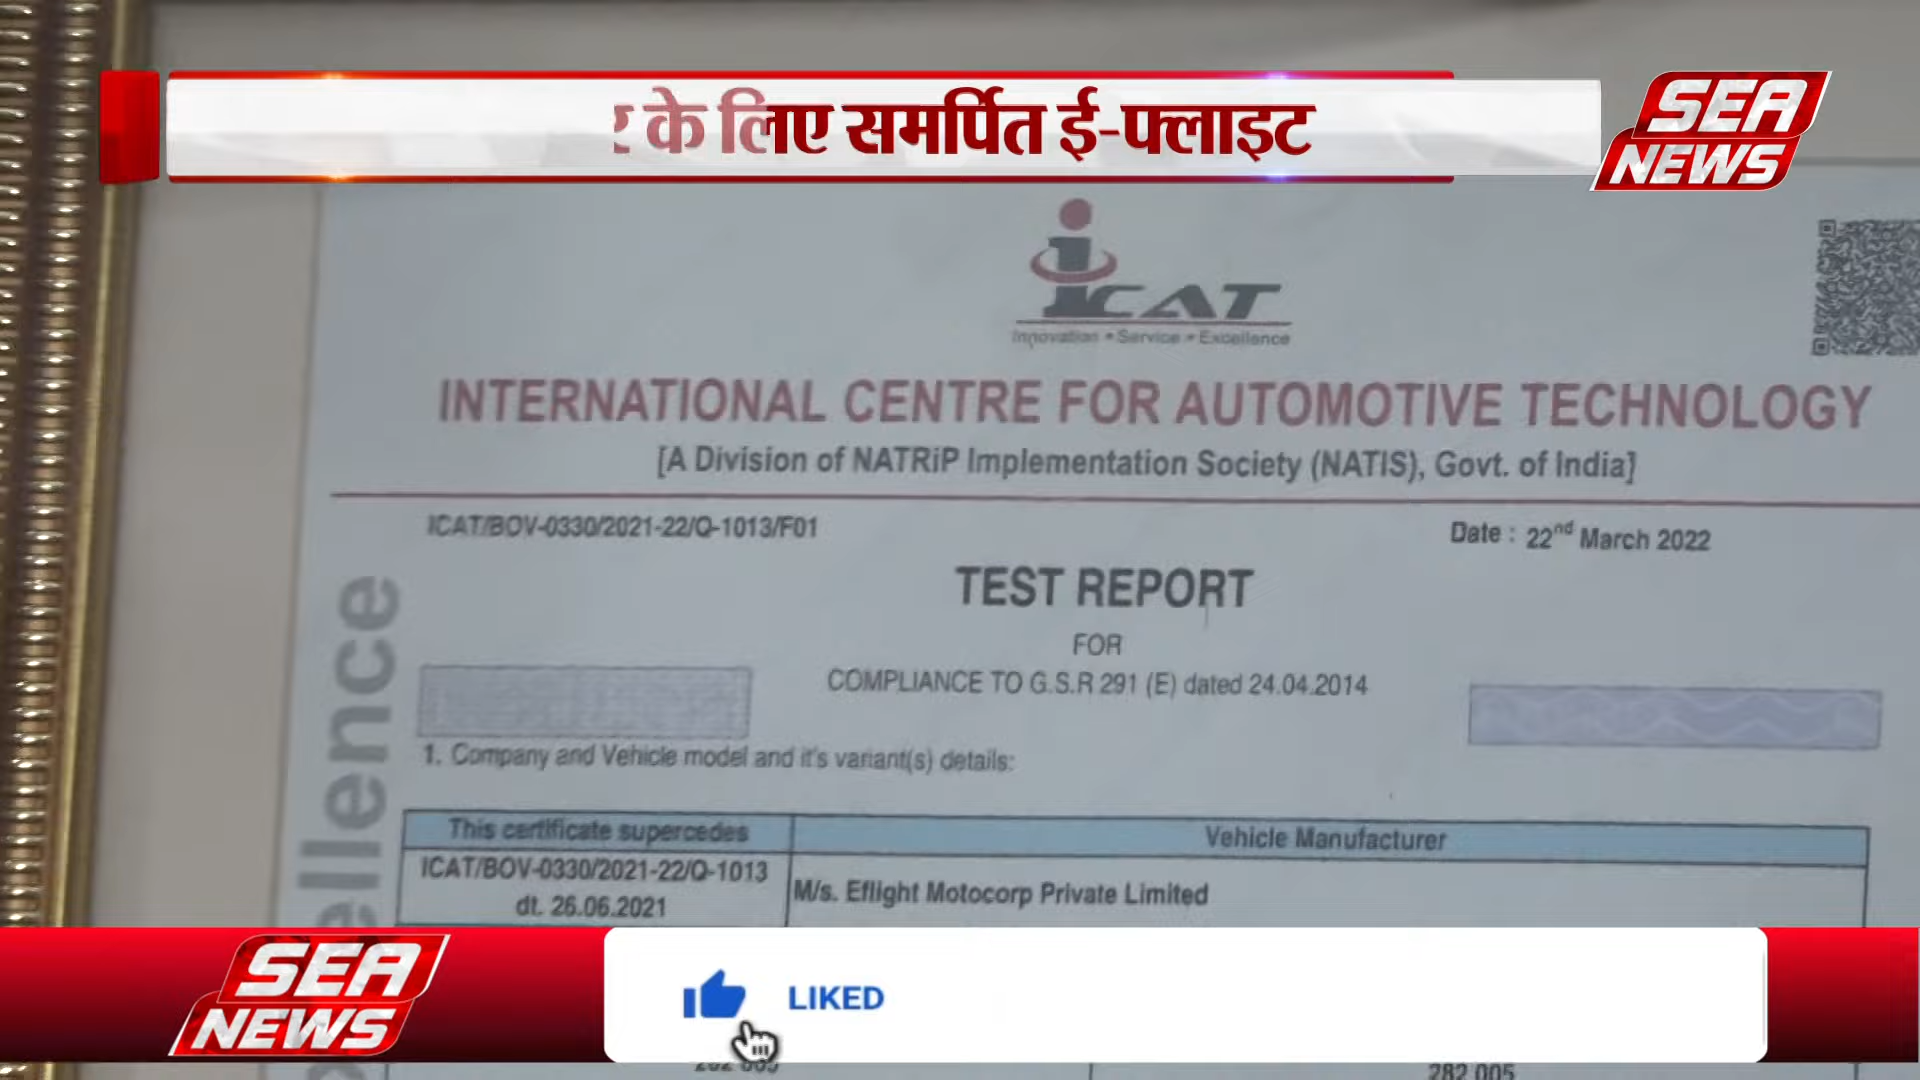 के लिए समर्पित ई-फ्लाइट
SEA
NEWS
iCAT
Innovation • Service • Excellence
INTERNATIONAL CENTRE FOR AUTOMOTIVE TECHNOLOGY
[A Division of NATRiP Implementation Society (NATIS), Govt. of India]
ICAT/BOV-0330/2021-22/Q-1013/F01
Date : 22nd March 2022
TEST REPORT
FOR
COMPLIANCE TO G.S.R 291 (E) dated 24.04.2014
1. Company and Vehicle model and it's variant(s) details:
This certificate supercedes
Vehicle Manufacturer
ICAT/BOV-0330/2021-22/Q-1013
dt. 26.06.2021
M/s. Eflight Motocorp Private Limited
SEA
NEWS
LIKED
282 005